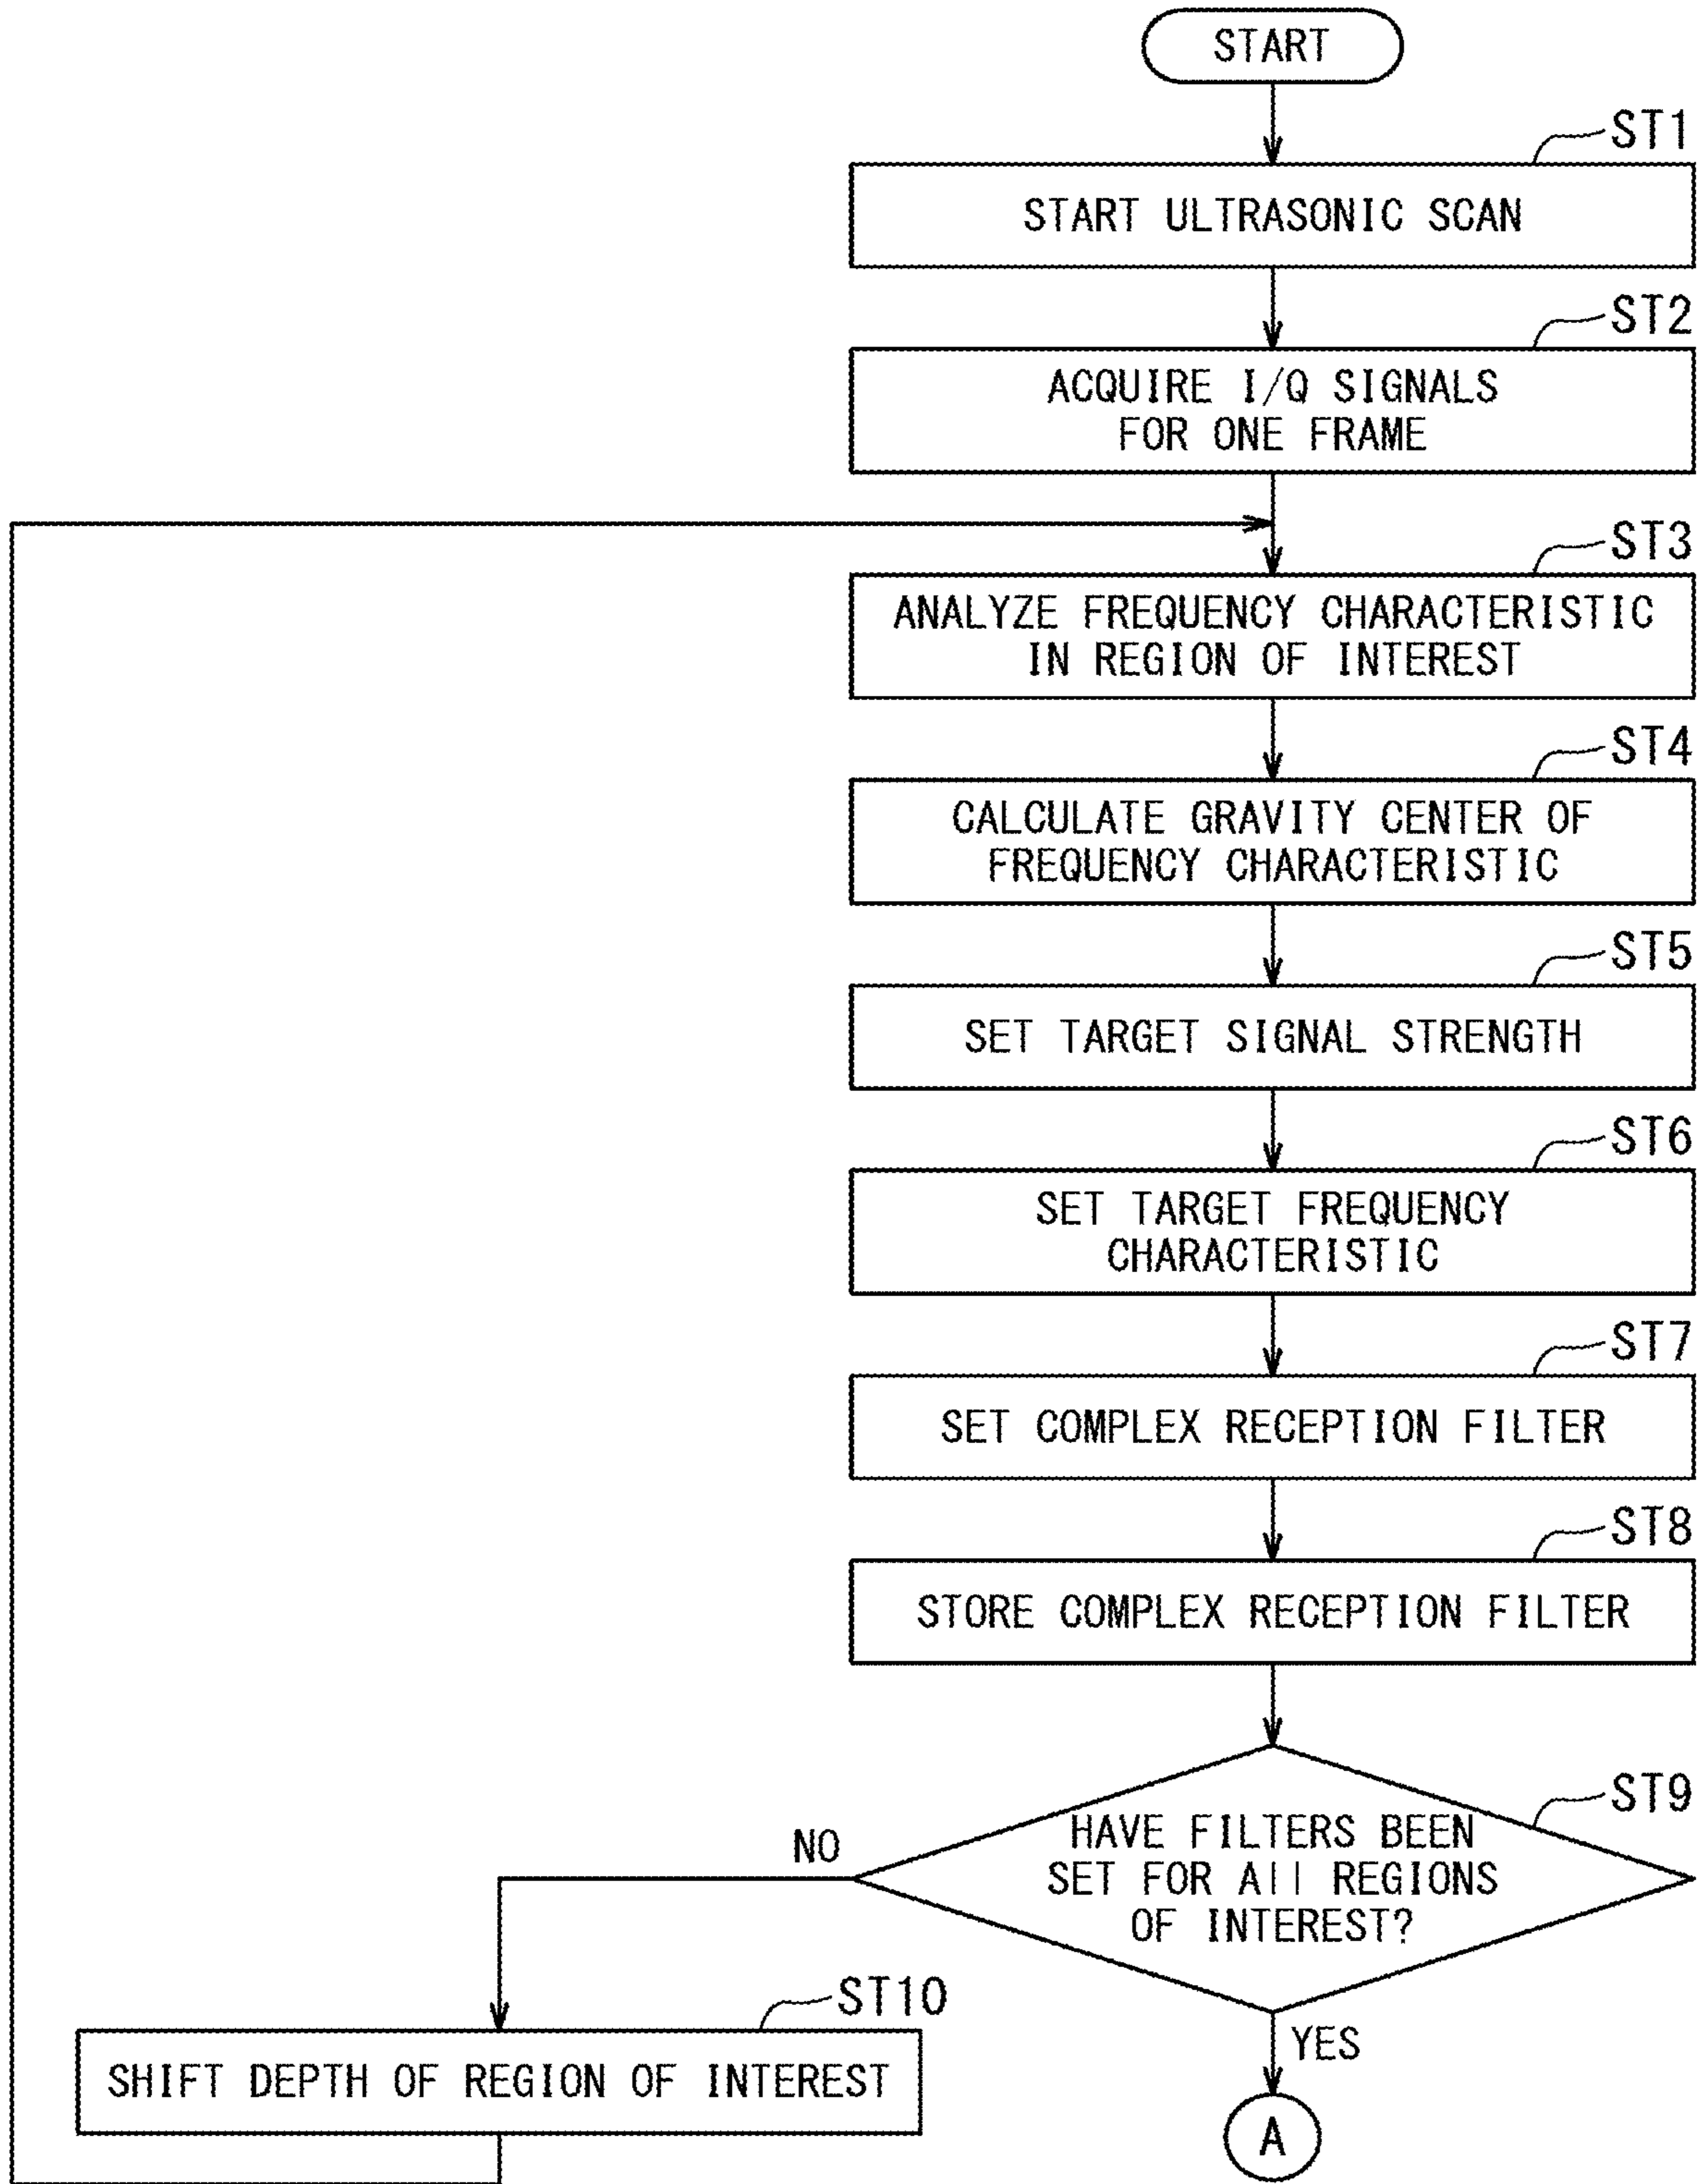 START
ST1
START ULTRASONIC SCAN
ST2
ACQUIRE I/Q SIGNALS
FOR ONE FRAME
ST3
ANALYZE FREQUENCY CHARACTERISTIC
IN REGION OF INTEREST
ST4
CALCULATE GRAVITY CENTER OF
FREQUENCY CHARACTERISTIC
ST5
SET TARGET SIGNAL STRENGTH
ST6
SET TARGET FREQUENCY
CHARACTERISTIC
ST7
SET COMPLEX RECEPTION FILTER
ST8
STORE COMPLEX RECEPTION FILTER
ST9
HAVE FILTERS BEEN
SET FOR All REGIONS
OF INTEREST?
NO
ST10
SHIFT DEPTH OF REGION OF INTEREST
YES
A